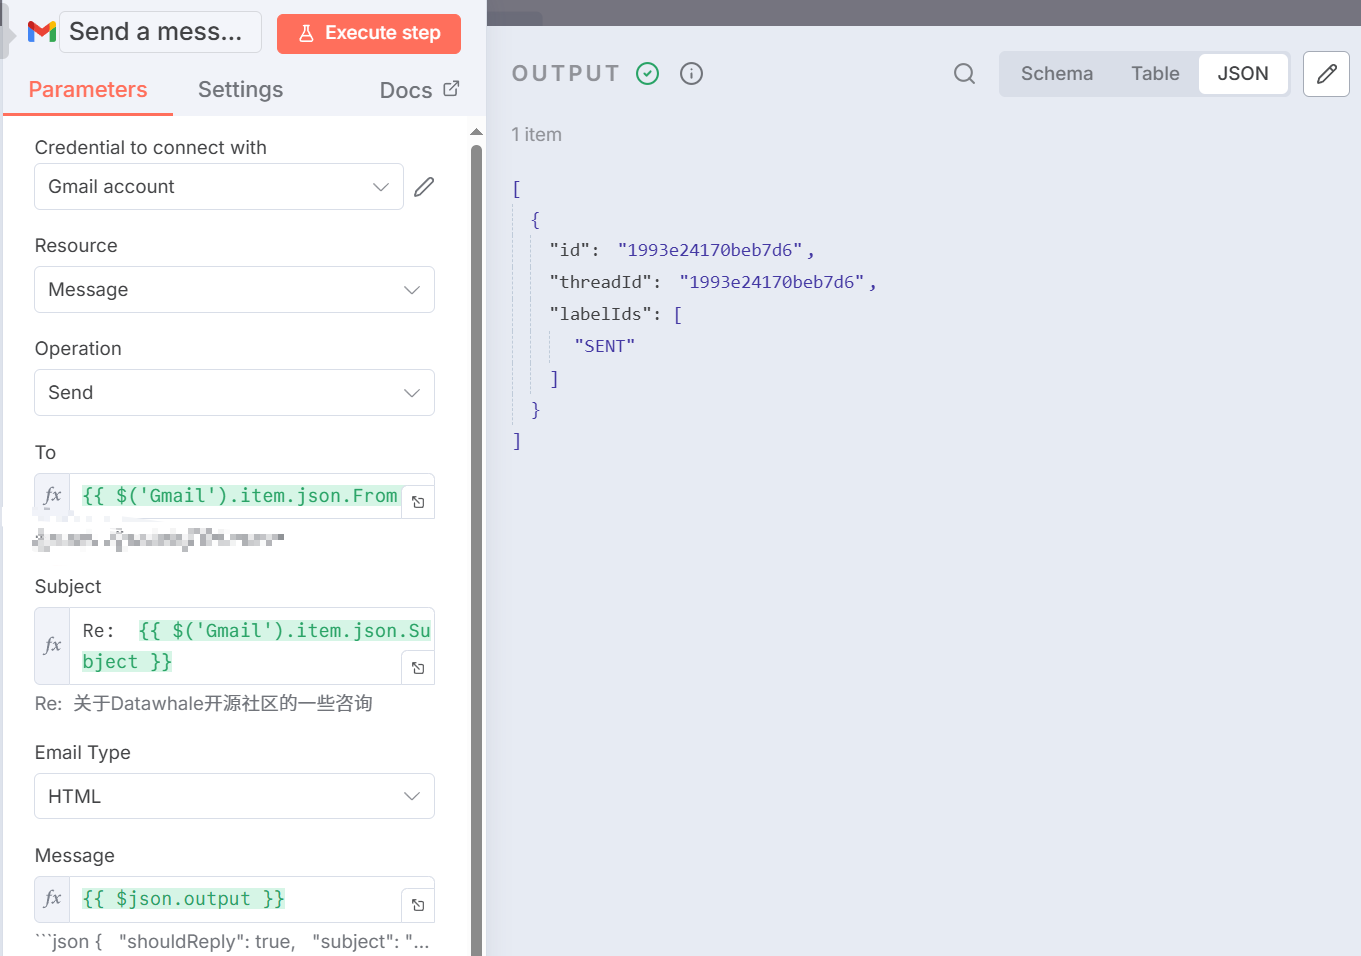 Send a mess...
Execute step
Parameters
Settings
Docs
Credential to connect with
Gmail account
Resource
Message
Operation
Send
To
fx
{{ $('Gmail').item.json.From
Subject
fx
Re: {{ $('Gmail').item.json.Su
bject }}
Re: 关于Datawhale开源社区的一些咨询
Email Type
HTML
Message
fx
{{ $json.output }}
```json { "shouldReply": true, "subject": "...
OUTPUT
Schema
Table
JSON
1 item
[
{
"id": "1993e24170beb7d6",
"threadId": "1993e24170beb7d6",
"labelIds": [
"SENT"
]
}
]